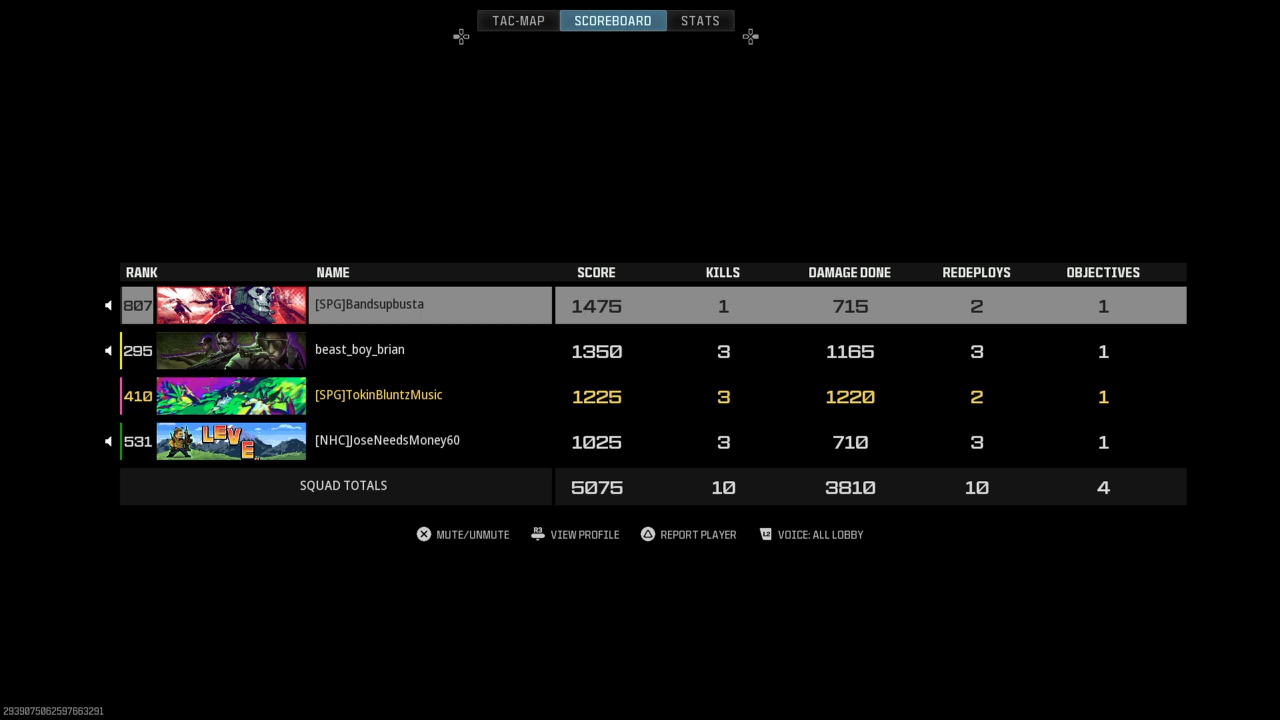 TAC-MAP SCOREBOARD STATS
RANK NAME SCORE KILLS DAMAGE DONE REDEPLOYS OBJECTIVES
807 [SPG]Bandsupbusta 1475 1 715 2 1
295 beast_boy_brian 1350 3 1165 3 1
410 [SPG]TokinBluntzMusic 1225 3 1220 2 1
531 LEVE [NHC]JoseNeedsMoney60 1025 3 710 3 1
SQUAD TOTALS 5075 10 3810 10 4
MUTE/UNMUTE R3 VIEW PROFILE REPORT PLAYER L2 VOICE: ALL LOBBY
2939075062597663291